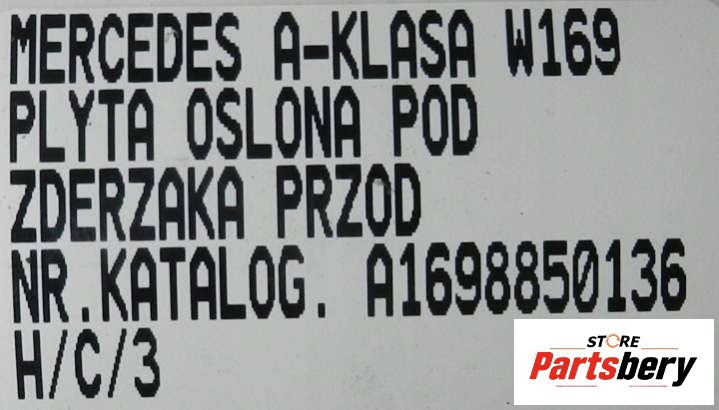 MERCEDES A-KLASA W169
PLYTA OSLONA POD
ZDERZAKA PRZOD
NR.KATALOG. A1698850136
H/C/3
STORE
Partsbery